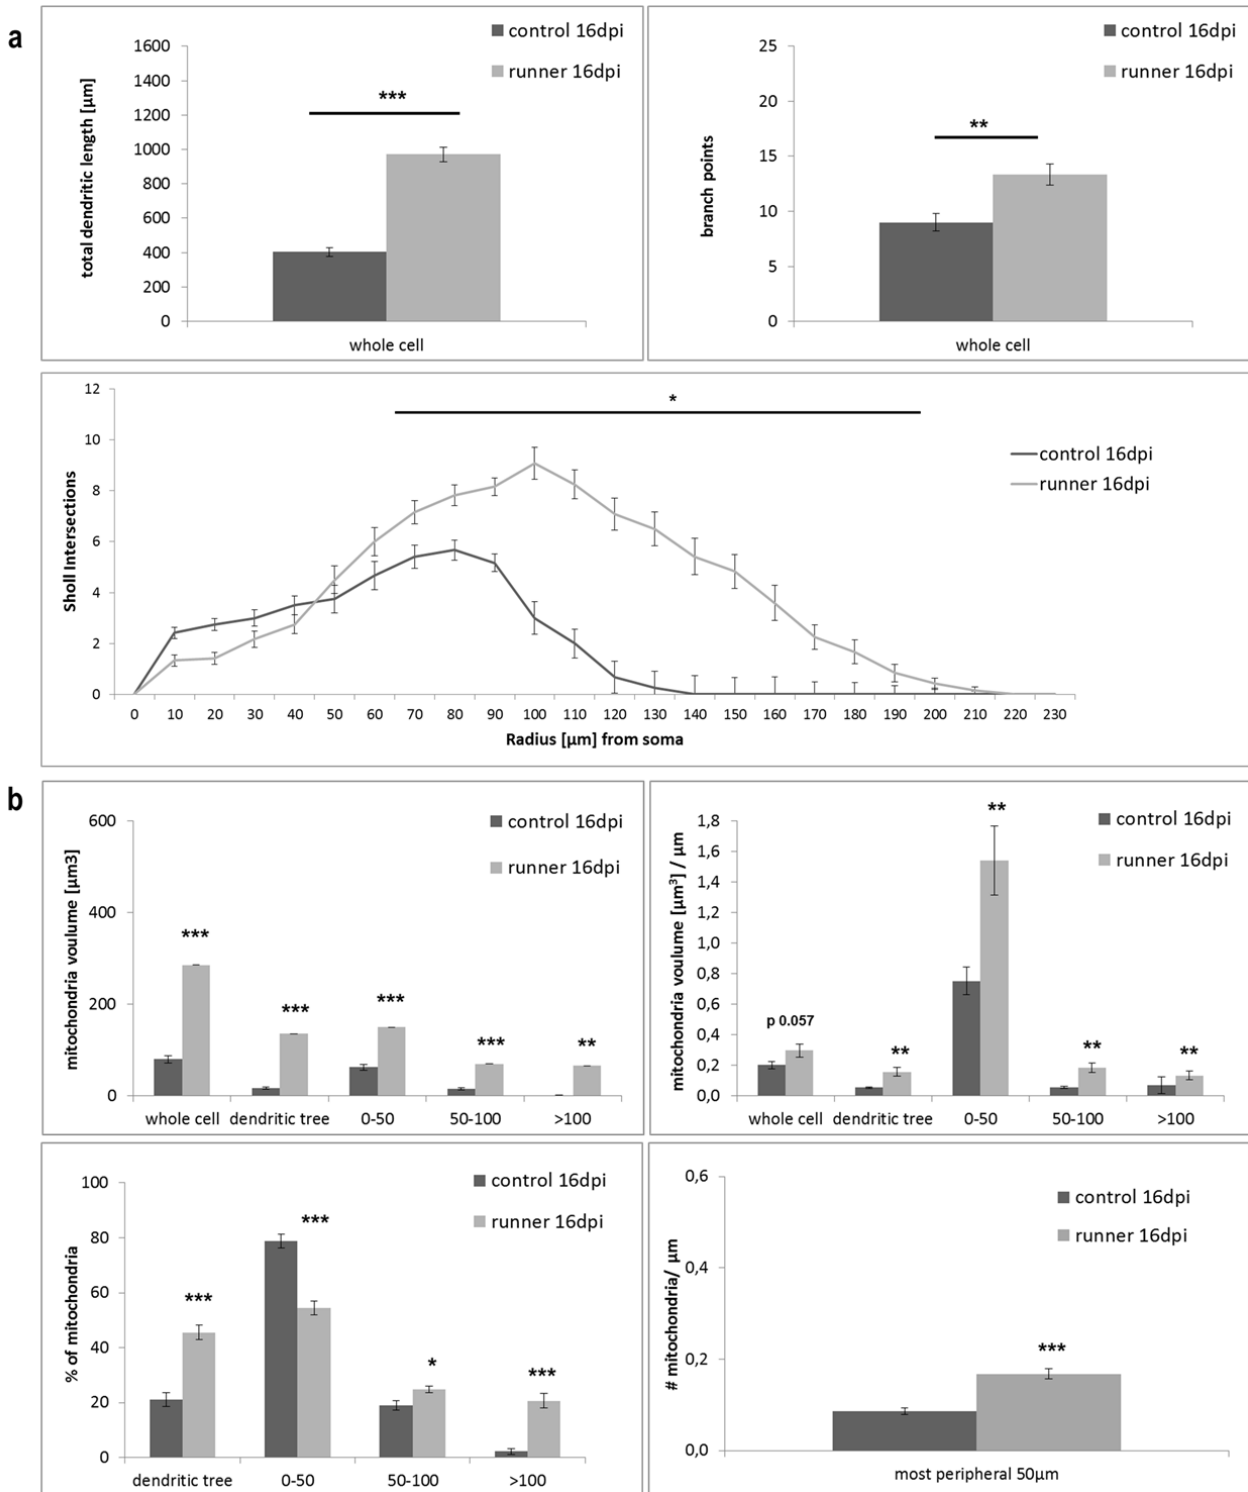 a
control 16dpi
runner 16dpi
total dendritic length [µm]
1600
1400
1200
1000
800
600
400
200
0
***
whole cell
control 16dpi
runner 16dpi
branch points
25
20
15
10
5
0
**
whole cell
Sholl Intersections
12
10
8
6
4
2
0
*
control 16dpi
runner 16dpi
0 10 20 30 40 50 60 70 80 90 100 110 120 130 140 150 160 170 180 190 200 210 220 230
Radius [µm] from soma
b
control 16dpi
runner 16dpi
mitochondria voulume [µm3]
600
400
200
0
*** *** *** *** **
whole cell dendritic tree 0-50 50-100 >100
control 16dpi
runner 16dpi
mitochondria voulume [µm³] / µm
1,8
1,6
1,4
1,2
1,0
0,8
0,6
0,4
0,2
0,0
p 0.057 ** ** ** **
whole cell dendritic tree 0-50 50-100 >100
control 16dpi
runner 16dpi
% of mitochondria
100
80
60
40
20
0
*** *** * ***
dendritic tree 0-50 50-100 >100
control 16dpi
runner 16dpi
# mitochondria/ µm
0,6
0,4
0,2
0,0
***
most peripheral 50µm